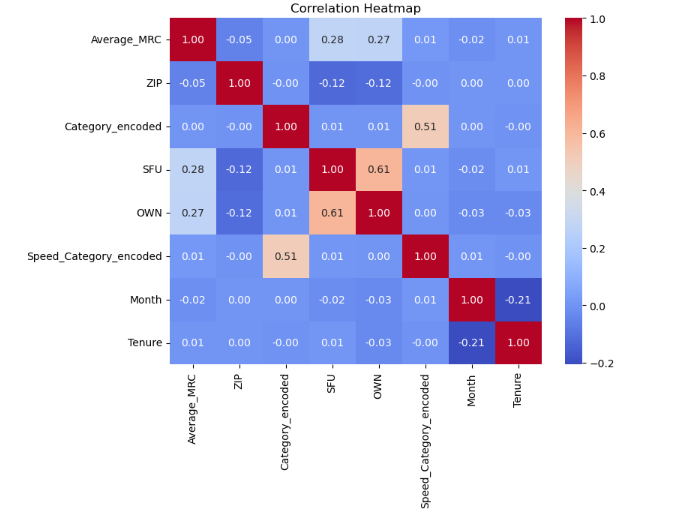 Correlation Heatmap
Average_MRC 1.00 -0.05 0.00 0.28 0.27 0.01 -0.02 0.01
ZIP -0.05 1.00 -0.00 -0.12 -0.12 -0.00 0.00 0.00
Category_encoded 0.00 -0.00 1.00 0.01 0.01 0.51 0.00 -0.00
SFU 0.28 -0.12 0.01 1.00 0.61 0.01 -0.02 0.01
OWN 0.27 -0.12 0.01 0.61 1.00 0.00 -0.03 -0.03
Speed_Category_encoded 0.01 -0.00 0.51 0.01 0.00 1.00 0.01 -0.00
Month -0.02 0.00 0.00 -0.02 -0.03 0.01 1.00 -0.21
Tenure 0.01 0.00 -0.00 0.01 -0.03 -0.00 -0.21 1.00
Average_MRC
ZIP
Category_encoded
SFU
OWN
Speed_Category_encoded
Month
Tenure
1.0
0.8
0.6
0.4
0.2
0.0
−0.2